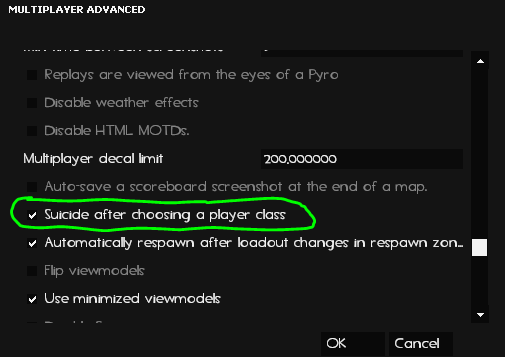 MULTIPLAYER ADVANCED
Replays are viewed from the eyes of a Pyro
Disable weather effects
Disable HTML MOTDs.
Multiplayer decal limit 200.000000
Auto-save a scoreboard screenshot at the end of a map.
Suicide after choosing a player class
Automatically respawn after loadout changes in respawn zon...
Flip viewmodels
Use minimized viewmodels
OK Cancel